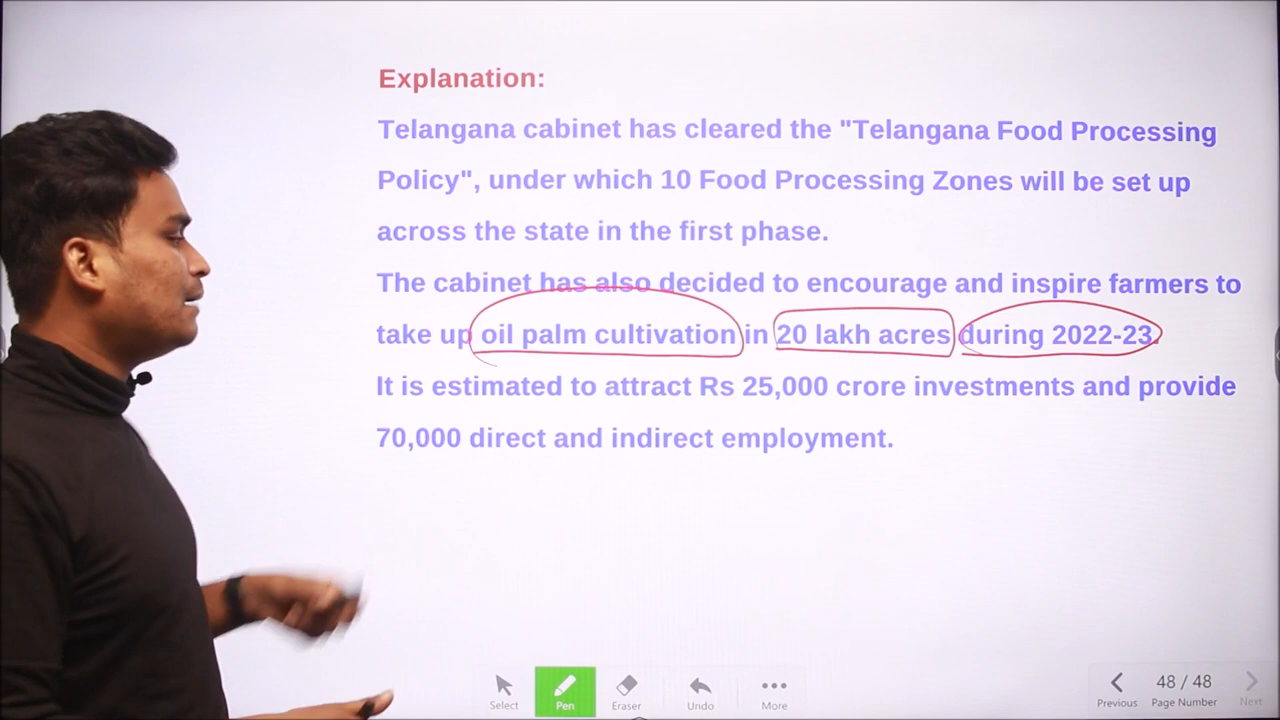 Explanation:
Telangana cabinet has cleared the "Telangana Food Processing
Policy", under which 10 Food Processing Zones will be set up
across the state in the first phase.
The cabinet has also decided to encourage and inspire farmers to
take up oil palm cultivation in 20 lakh acres during 2022-23.
It is estimated to attract Rs 25,000 crore investments and provide
70,000 direct and indirect employment.
Select
Pen
Eraser
Undo
More
Previous
48 / 48
Page Number
Next